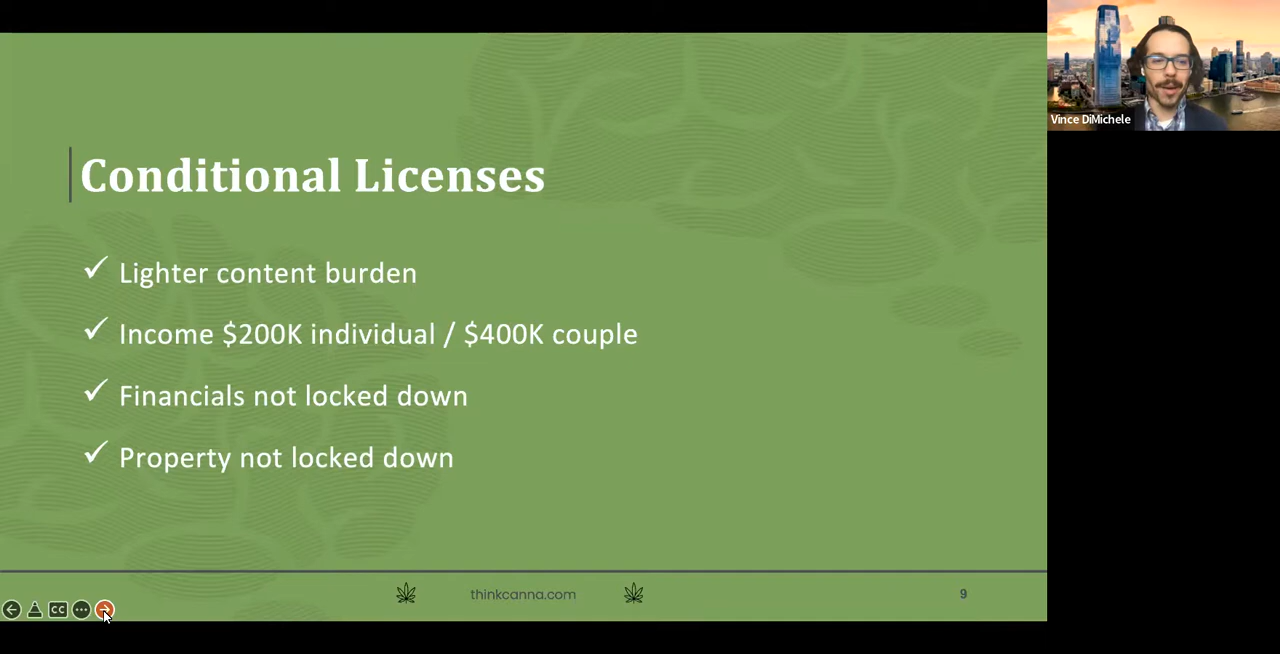 Conditional Licenses
✓ Lighter content burden
✓ Income $200K individual / $400K couple
✓ Financials not locked down
✓ Property not locked down
thinkcanna.com
9
CC
Vince DiMichele